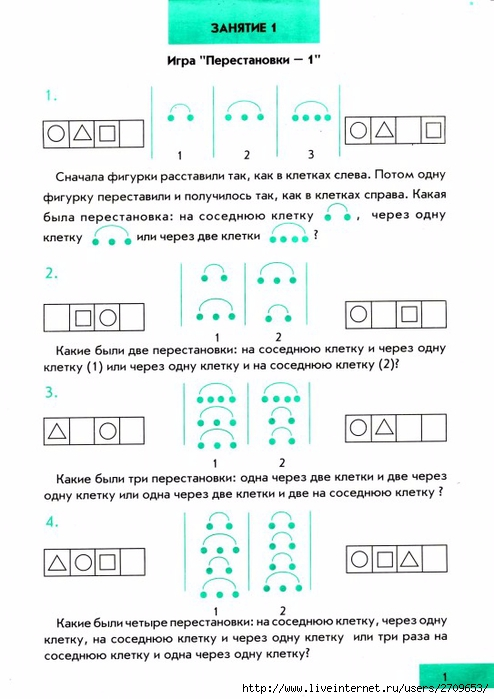 ЗАНЯТИЕ 1
Игра "Перестановки — 1"
1.
1 2 3
Сначала фигурки расставили так, как в клетках слева. Потом одну
фигурку переставили и получилось так, как в клетках справа. Какая
была перестановка: на соседнюю клетку , через одну
клетку или через две клетки ?
2.
1 2
Какие были две перестановки: на соседнюю клетку и через одну
клетку (1) или через одну клетку и на соседнюю клетку (2)?
3.
1 2
Какие были три перестановки: одна через две клетки и две через
одну клетку или одна через две клетки и две на соседнюю клетку ?
4.
1 2
Какие были четыре перестановки: на соседнюю клетку, через одну
клетку, на соседнюю клетку и через одну клетку или три раза на
соседнюю клетку и одна через одну клетку?
1
http://www.liveinternet.ru/users/2709653/